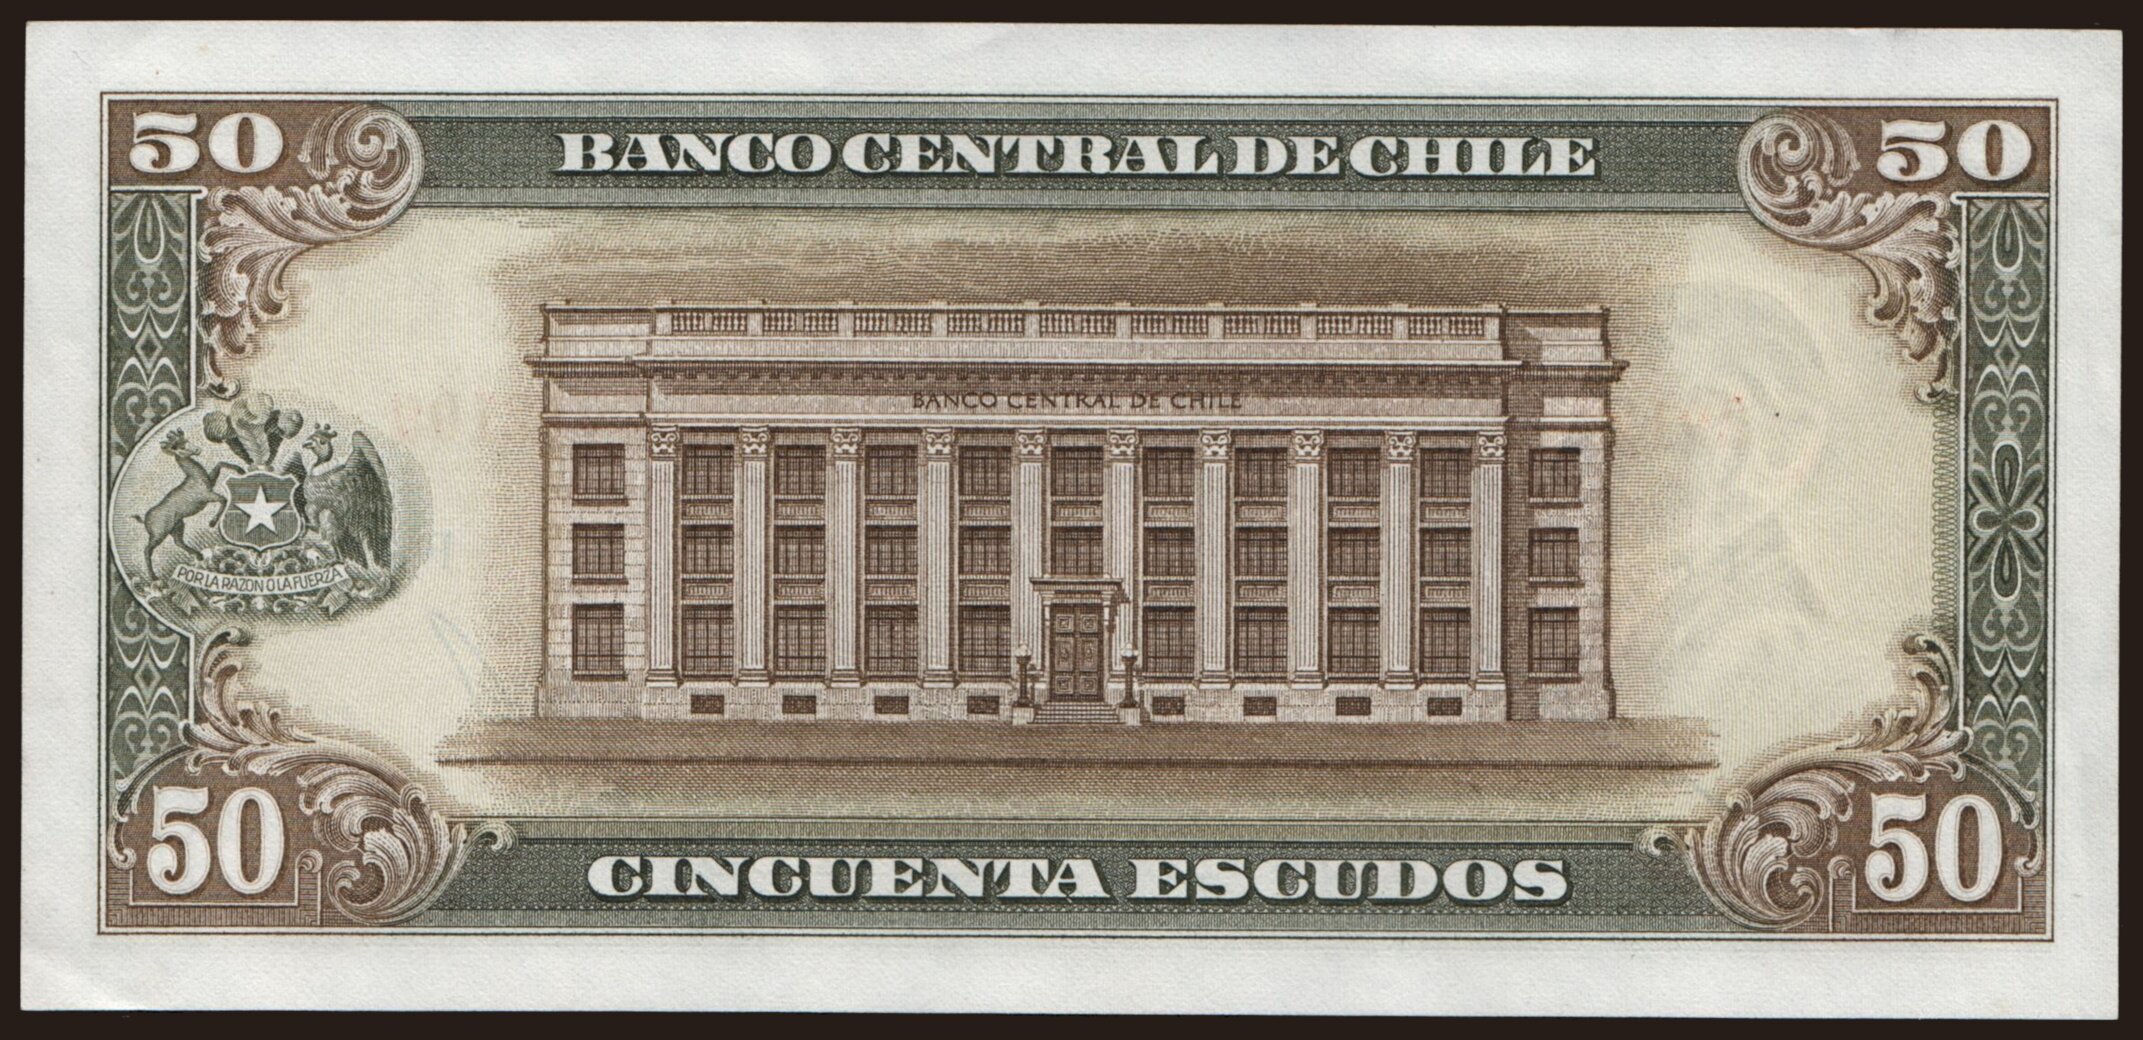 50 BANCO CENTRAL DE CHILE 50
BANCO CENTRAL DE CHILE
POR LA RAZON O LA FUERZA
50 CINCUENTA ESCUDOS 50